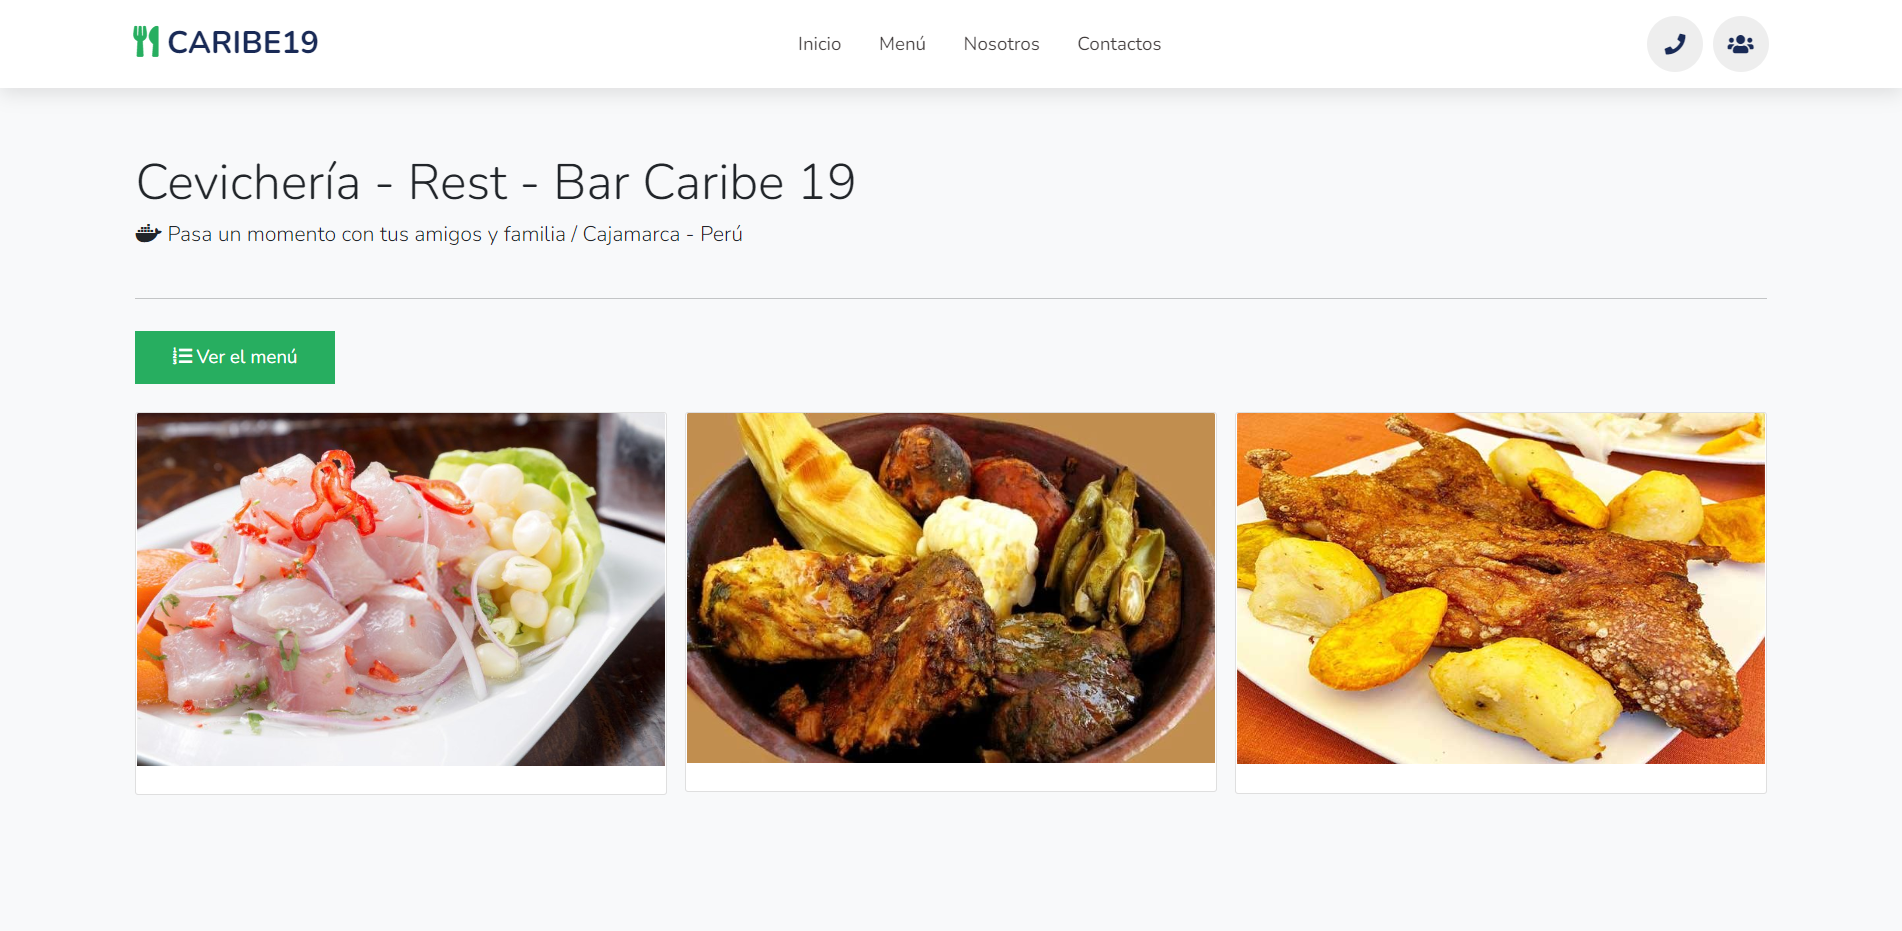 CARIBE19
Inicio Menú Nosotros Contactos
Cevichería - Rest - Bar Caribe 19
Pasa un momento con tus amigos y familia / Cajamarca - Perú
Ver el menú